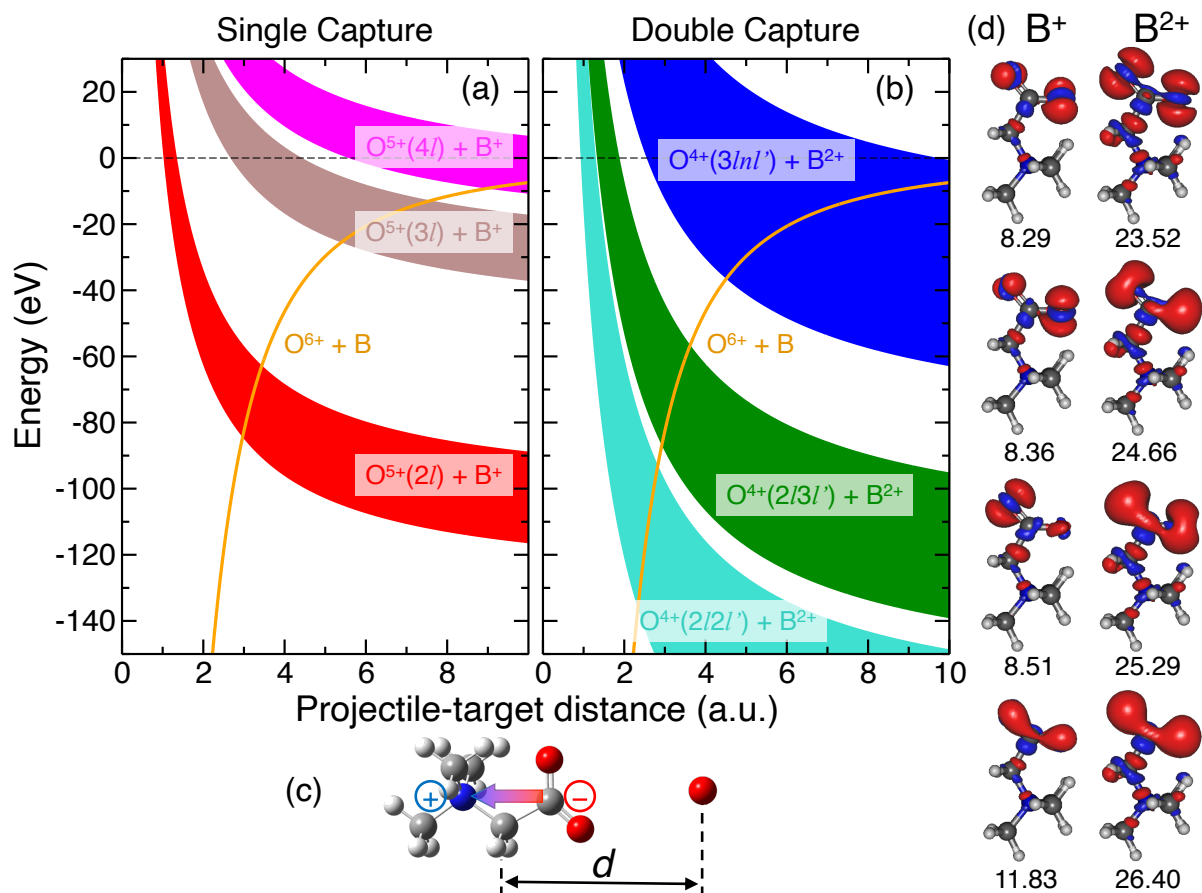 Single Capture
Double Capture
(d) B⁺ B²⁺
(a)
(b)
20
0
-20
-40
-60
-80
-100
-120
-140
Energy (eV)
O⁵⁺(4l) + B⁺
O⁵⁺(3l) + B⁺
O⁶⁺ + B
O⁵⁺(2l) + B⁺
O⁴⁺(3lnl’) + B²⁺
O⁶⁺ + B
O⁴⁺(2l3l’) + B²⁺
O⁴⁺(2l2l’) + B²⁺
0 2 4 6 8 0 2 4 6 8 10
Projectile-target distance (a.u.)
(c)
+
−
d
8.29 23.52
8.36 24.66
8.51 25.29
11.83 26.40